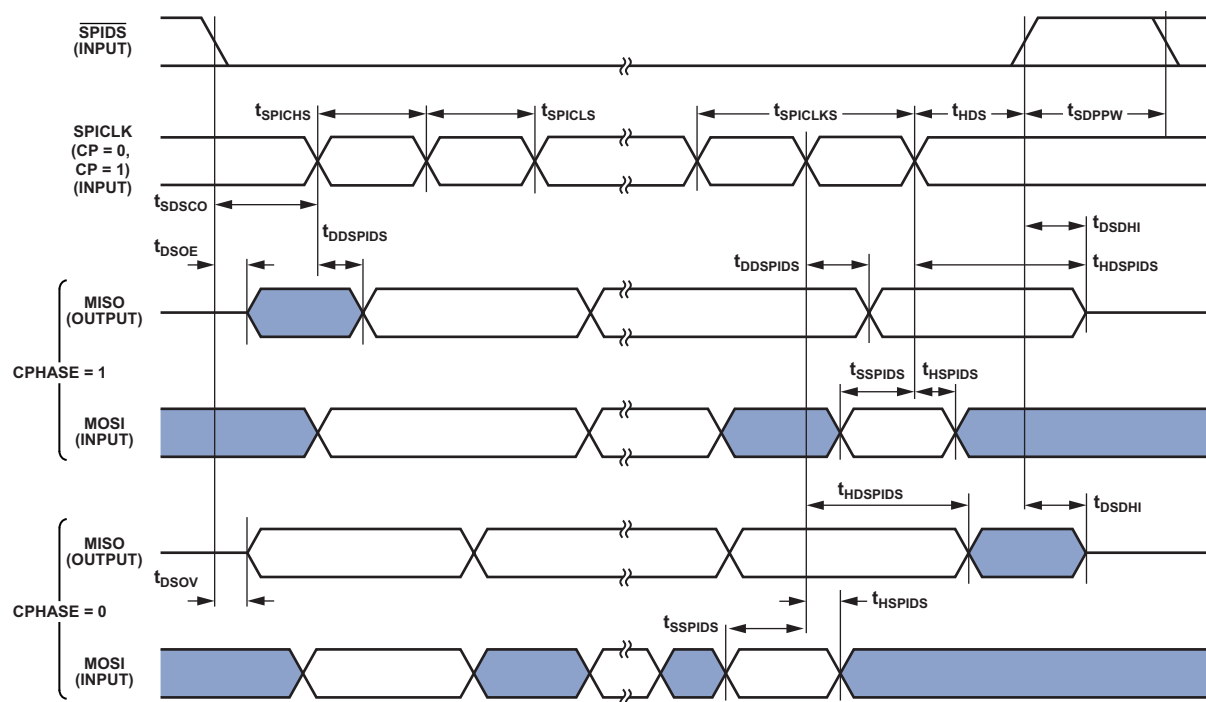 SPIDS
(INPUT)
tSPICHS
tSPICLS
tSPICLKS
tHDS
tSDPPW
SPICLK
(CP = 0,
CP = 1)
(INPUT)
tSDSCO
tDSOE
tDDSPIDS
tDDSPIDS
tDSDHI
tHDSPIDS
MISO
(OUTPUT)
CPHASE = 1
tSSPIDS
tHSPIDS
MOSI
(INPUT)
tHDSPIDS
tDSDHI
MISO
(OUTPUT)
tDSOV
CPHASE = 0
tHSPIDS
tSSPIDS
MOSI
(INPUT)